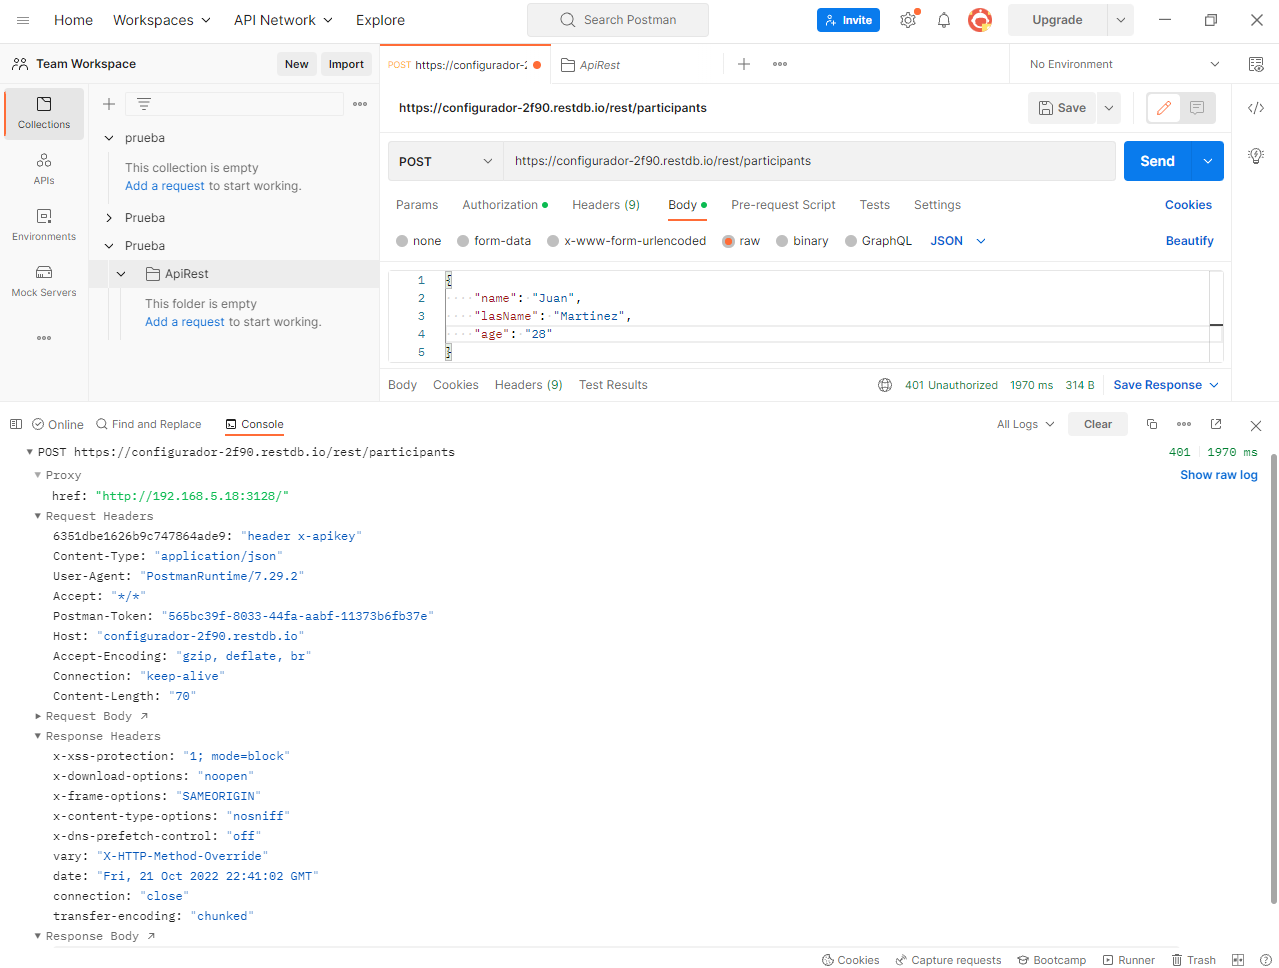 Home Workspaces API Network Explore Search Postman Invite Upgrade
Team Workspace New Import POST https://configurador-2 ApiRest No Environment
Collections
APIs
Environments
Mock Servers
prueba
This collection is empty
Add a request to start working.
Prueba
Prueba
ApiRest
This folder is empty
Add a request to start working.
https://configurador-2f90.restdb.io/rest/participants Save
POST https://configurador-2f90.restdb.io/rest/participants Send
Params Authorization Headers (9) Body Pre-request Script Tests Settings Cookies
none form-data x-www-form-urlencoded raw binary GraphQL JSON Beautify
1 {
2 "name": "Juan",
3 "lasName": "Martinez",
4 "age": "28"
5 }
Body Cookies Headers (9) Test Results 401 Unauthorized 1970 ms 314 B Save Response
Online Find and Replace Console All Logs Clear
POST https://configurador-2f90.restdb.io/rest/participants 401 1970 ms
Proxy Show raw log
href: "http://192.168.5.18:3128/"
Request Headers
6351dbe1626b9c747864ade9: "header x-apikey"
Content-Type: "application/json"
User-Agent: "PostmanRuntime/7.29.2"
Accept: "*/*"
Postman-Token: "565bc39f-8033-44fa-aabf-11373b6fb37e"
Host: "configurador-2f90.restdb.io"
Accept-Encoding: "gzip, deflate, br"
Connection: "keep-alive"
Content-Length: "70"
Request Body
Response Headers
x-xss-protection: "1; mode=block"
x-download-options: "noopen"
x-frame-options: "SAMEORIGIN"
x-content-type-options: "nosniff"
x-dns-prefetch-control: "off"
vary: "X-HTTP-Method-Override"
date: "Fri, 21 Oct 2022 22:41:02 GMT"
connection: "close"
transfer-encoding: "chunked"
Response Body
Cookies Capture requests Bootcamp Runner Trash